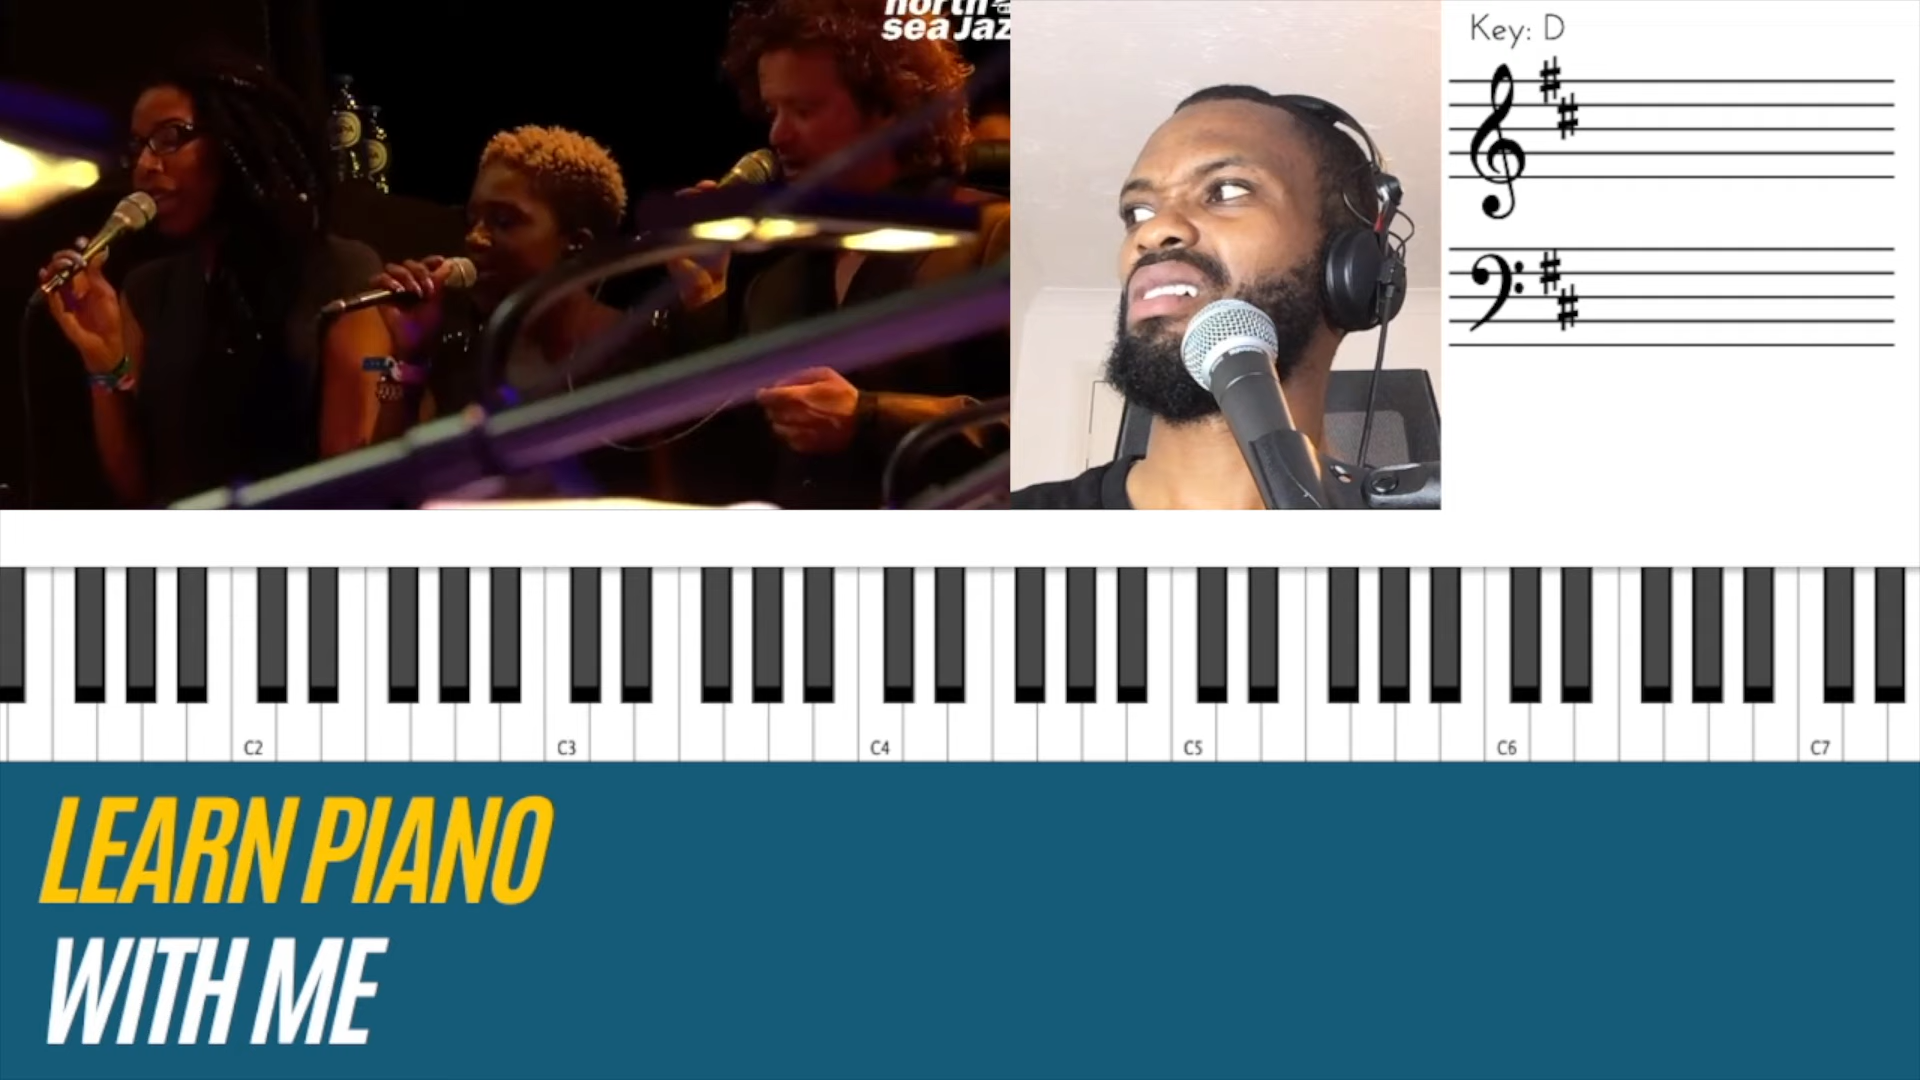 north
sea jaz
Key: D
C2
C3
C4
C5
C6
C7
LEARN PIANO
WITH ME